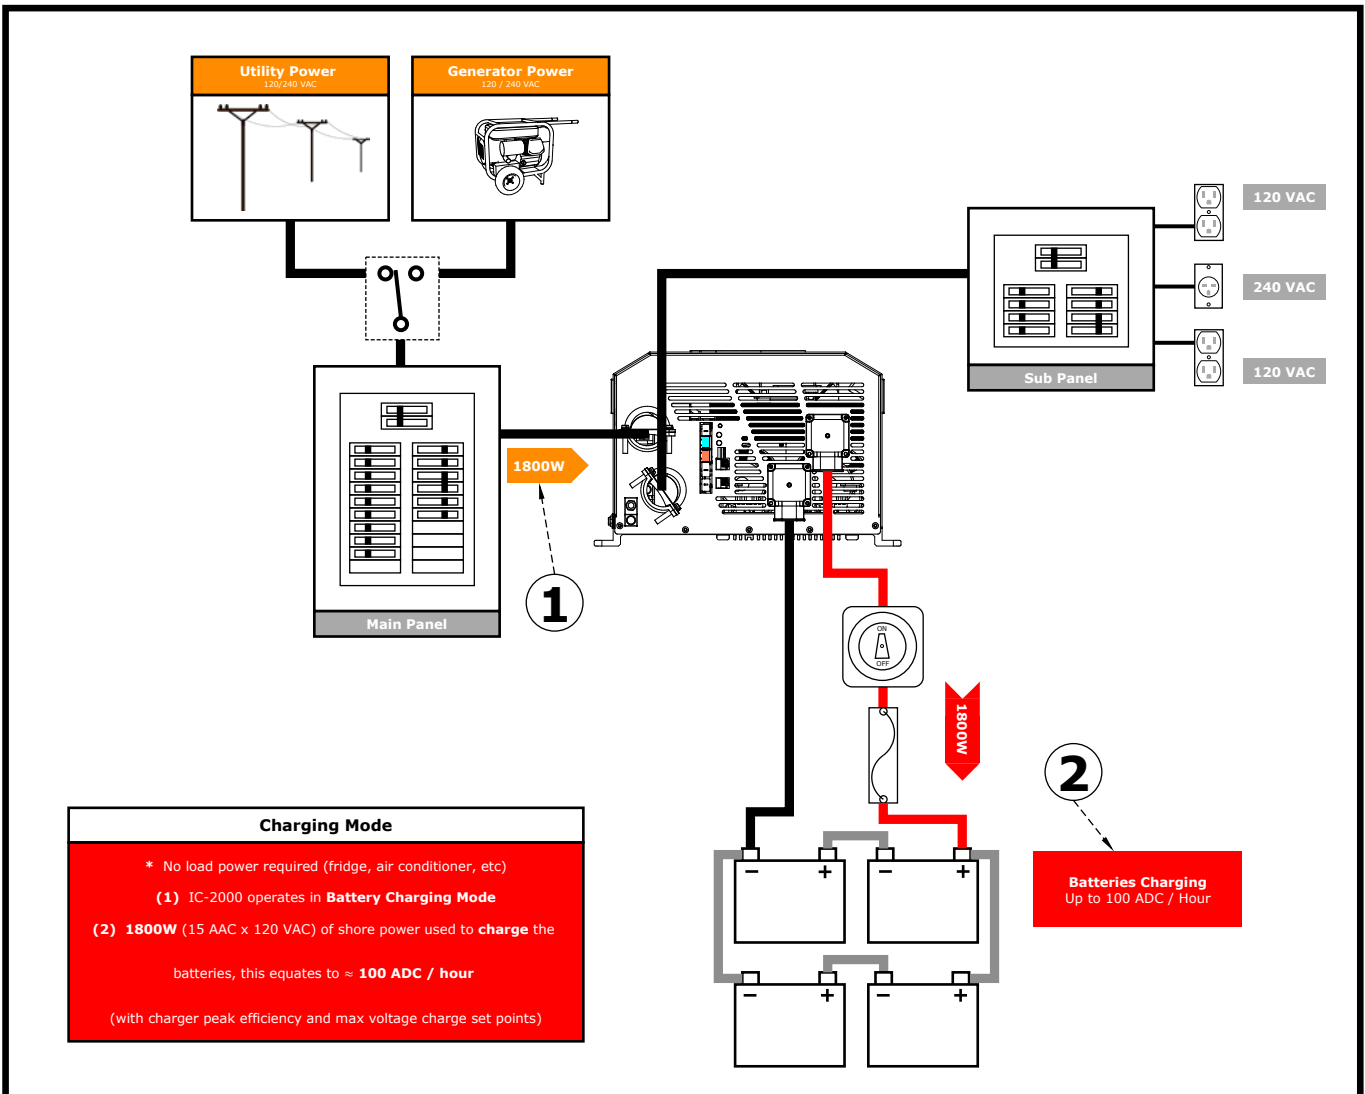 Utility Power
120/240 VAC
Generator Power
120 / 240 VAC
120 VAC
240 VAC
120 VAC
Sub Panel
1800W
1
Main Panel
ON
OFF
1800W
2
Batteries Charging
Up to 100 ADC / Hour
Charging Mode
* No load power required (fridge, air conditioner, etc)
(1) IC-2000 operates in Battery Charging Mode
(2) 1800W (15 AAC x 120 VAC) of shore power used to charge the
batteries, this equates to ≈ 100 ADC / hour
(with charger peak efficiency and max voltage charge set points)
− + − +
− + − +